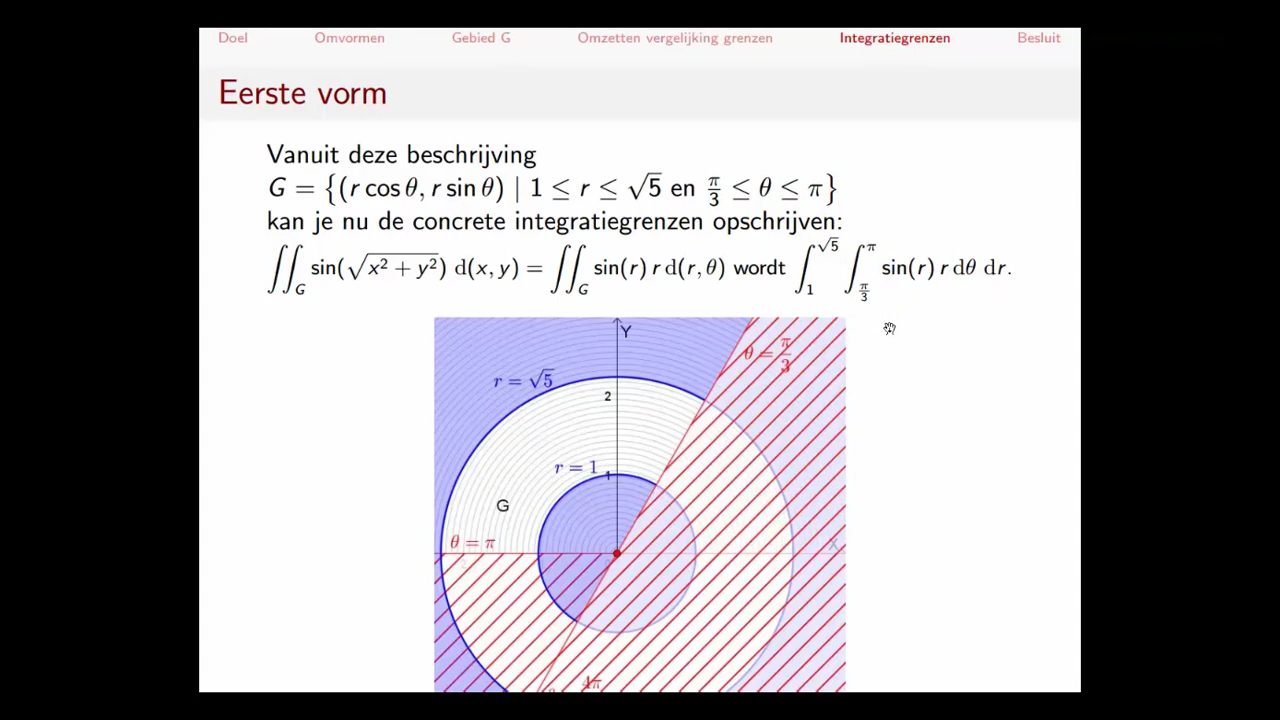 Doel Omvormen Gebied G Omzetten vergelijking grenzen Integratiegrenzen Besluit
Eerste vorm
Vanuit deze beschrijving
G = {(r cos θ, r sin θ) | 1 ≤ r ≤ √5 en π/3 ≤ θ ≤ π}
kan je nu de concrete integratiegrenzen opschrijven:
∬_G sin(√(x² + y²)) d(x, y) = ∬_G sin(r) r d(r, θ) wordt ∫_1^√5 ∫_{π/3}^π sin(r) r dθ dr.
Y
θ = π/3
r = √5
2
r = 1
1
G
θ = π
X
4π